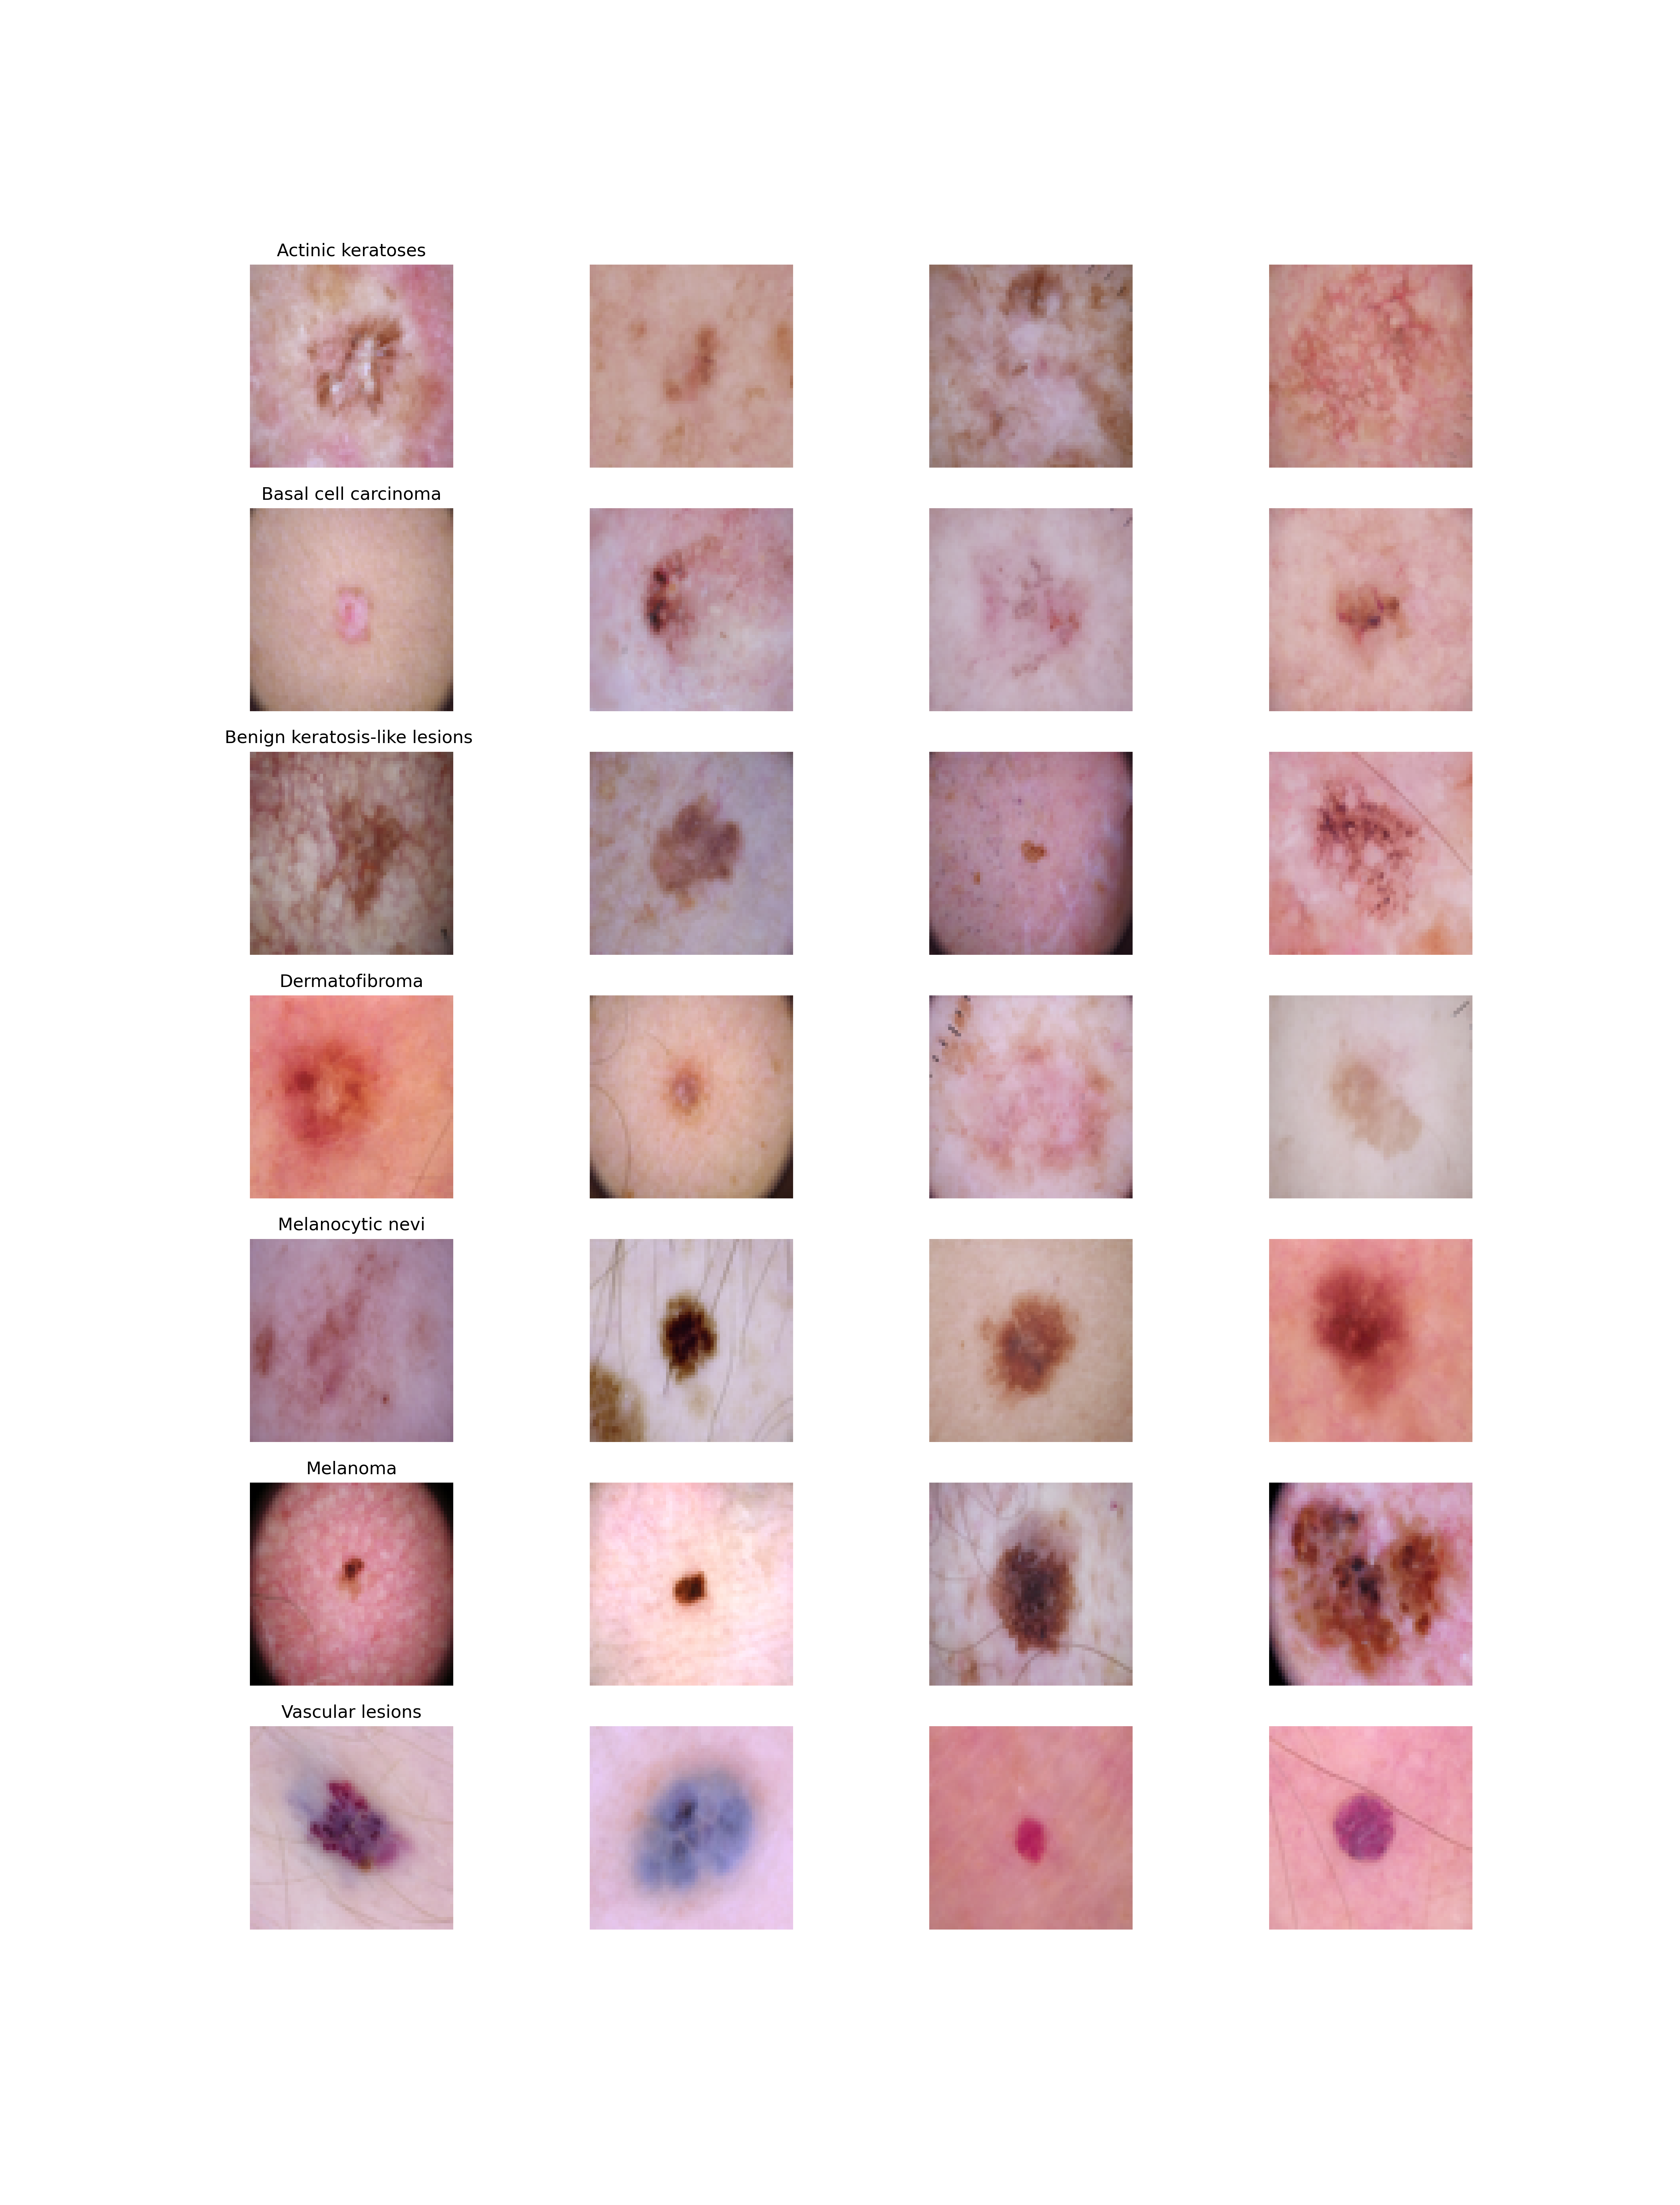 Actinic keratoses
Basal cell carcinoma
Benign keratosis-like lesions
Dermatofibroma
Melanocytic nevi
Melanoma
Vascular lesions